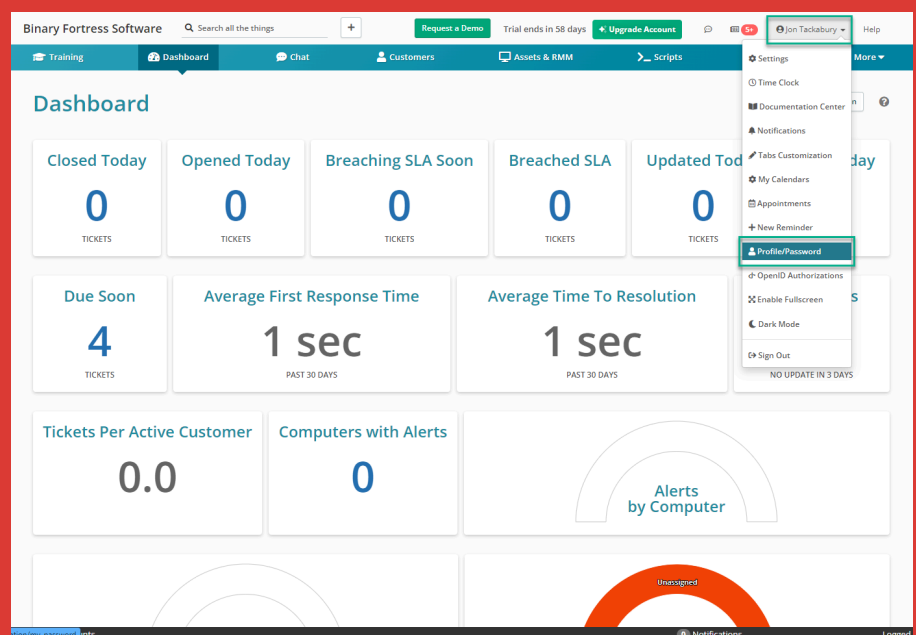 Binary Fortress Software
Search all the things
+
Request a Demo
Trial ends in 58 days
Upgrade Account
5+
Jon Tackabury
Help
Training
Dashboard
Chat
Customers
Assets & RMM
Scripts
More
Settings
Time Clock
Documentation Center
Notifications
Tabs Customization
My Calendars
Appointments
New Reminder
Profile/Password
OpenID Authorizations
Enable Fullscreen
Dark Mode
Sign Out
Dashboard
Closed Today
0
TICKETS
Opened Today
0
TICKETS
Breaching SLA Soon
0
TICKETS
Breached SLA
0
TICKETS
Updated Tod
0
TICKETS
day
Due Soon
4
TICKETS
Average First Response Time
1 sec
PAST 30 DAYS
Average Time To Resolution
1 sec
PAST 30 DAYS
s
NO UPDATE IN 3 DAYS
Tickets Per Active Customer
0.0
Computers with Alerts
0
Alerts
by Computer
Unassigned
0 Notifications
Logged